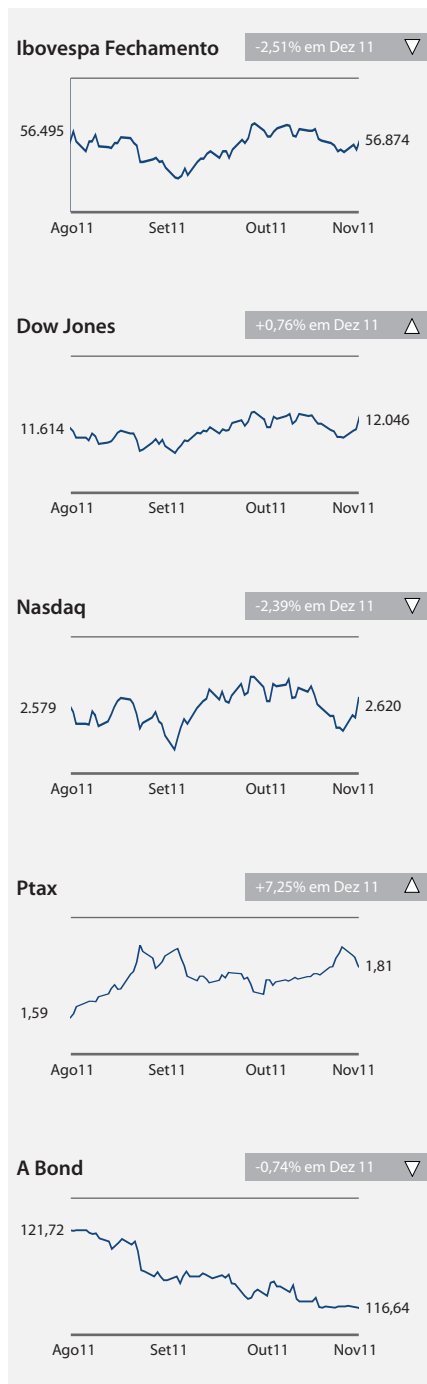 Ibovespa Fechamento -2,51% em Dez 11
56.495
56.874
Ago11 Set11 Out11 Nov11
Dow Jones +0,76% em Dez 11
11.614
12.046
Ago11 Set11 Out11 Nov11
Nasdaq -2,39% em Dez 11
2.579
2.620
Ago11 Set11 Out11 Nov11
Ptax +7,25% em Dez 11
1,81
1,59
Ago11 Set11 Out11 Nov11
A Bond -0,74% em Dez 11
121,72
116,64
Ago11 Set11 Out11 Nov11